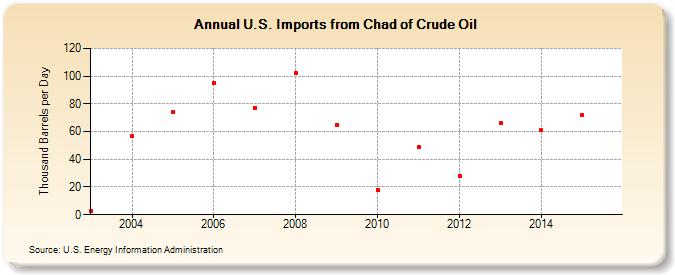 Annual U.S. Imports from Chad of Crude Oil
Thousand Barrels per Day
120
100
80
60
40
20
0
2004 2006 2008 2010 2012 2014
Source: U.S. Energy Information Administration